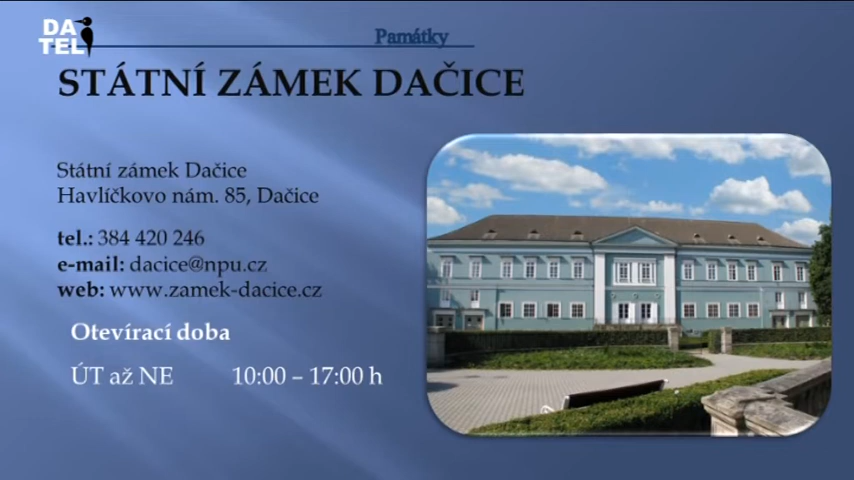 DA
TEL
Památky
STÁTNÍ ZÁMEK DAČICE
Státní zámek Dačice
Havlíčkovo nám. 85, Dačice
tel.: 384 420 246
e-mail: dacice@npu.cz
web: www.zamek-dacice.cz
Otevírací doba
ÚT až NE 10:00 – 17:00 h